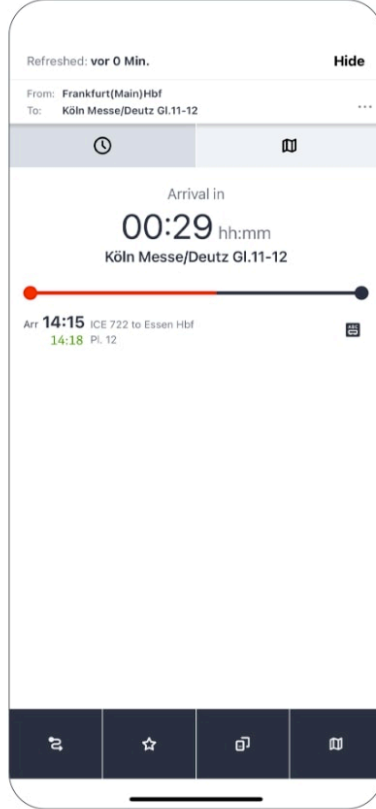 Refreshed: vor 0 Min. Hide
From: Frankfurt(Main)Hbf
To: Köln Messe/Deutz Gl.11-12
Arrival in
00:29 hh:mm
Köln Messe/Deutz Gl.11-12
Arr 14:15 ICE 722 to Essen Hbf
14:18 Pl. 12